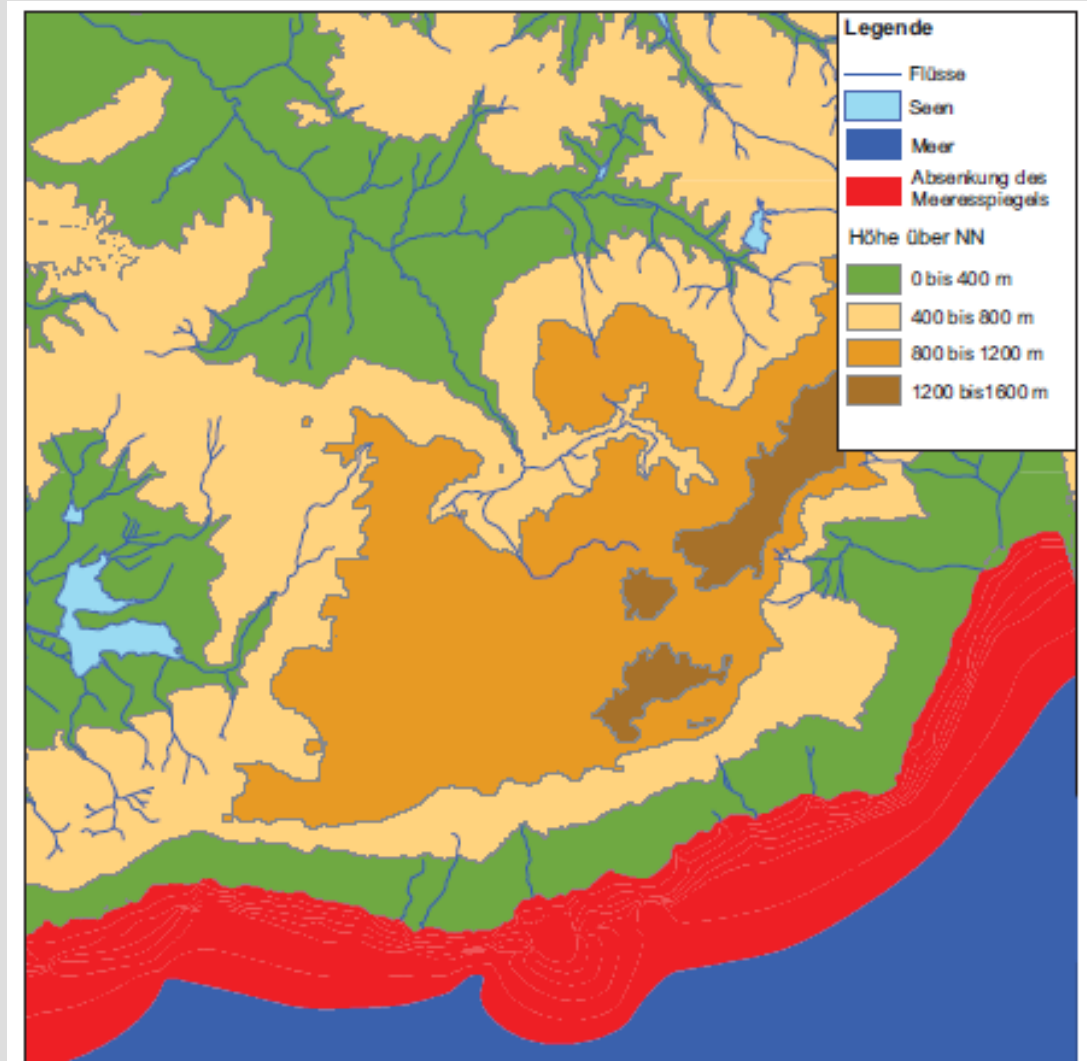 Legende
Flüsse
Seen
Meer
Absenkung des
Meeresspiegels
Höhe über NN
0 bis 400 m
400 bis 800 m
800 bis 1200 m
1200 bis1600 m